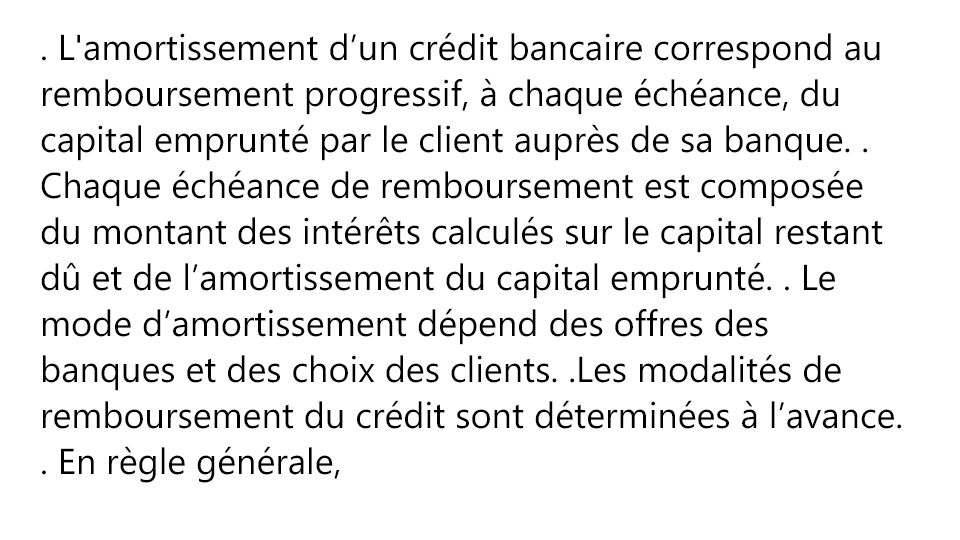 . L'amortissement d’un crédit bancaire correspond au
remboursement progressif, à chaque échéance, du
capital emprunté par le client auprès de sa banque. .
Chaque échéance de remboursement est composée
du montant des intérêts calculés sur le capital restant
dû et de l’amortissement du capital emprunté. . Le
mode d’amortissement dépend des offres des
banques et des choix des clients. .Les modalités de
remboursement du crédit sont déterminées à l’avance.
. En règle générale,